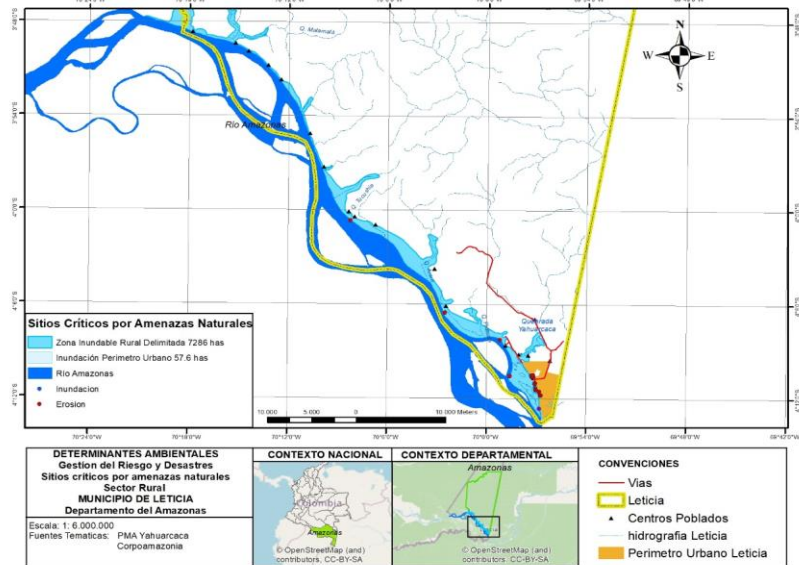 N
W
E
S
Q. Matamata
Rio Amazonas
Q. Tucuchira
Quebrada
Yahuarcaca
Sitios Críticos por Amenazas Naturales
Zona Inundable Rural Delimitada 7286 has
Inundación Perimetro Urbano 57.6 has
Río Amazonas
Inundacion
Erosion
10.000
5.000
0
10.000 Meters
DETERMINANTES AMBIENTALES
Gestion del Riesgo y Desastres
Sitios críticos por amenazas naturales
Sector Rural
MUNICIPIO DE LETICIA
Departamento del Amazonas
Escala: 1: 6.000.000
Fuentes Tematicas: PMA Yahuarcaca
Corpoamazonia
CONTEXTO NACIONAL
Colombia
Amazonas
© OpenStreetMap (and)
contributors, CC-BY-SA
CONTEXTO DEPARTAMENTAL
Amazonas
© OpenStreetMap (and)
contributors, CC-BY-SA
CONVENCIONES
Vias
Leticia
Centros Poblados
hidrografia Leticia
Perimetro Urbano Leticia